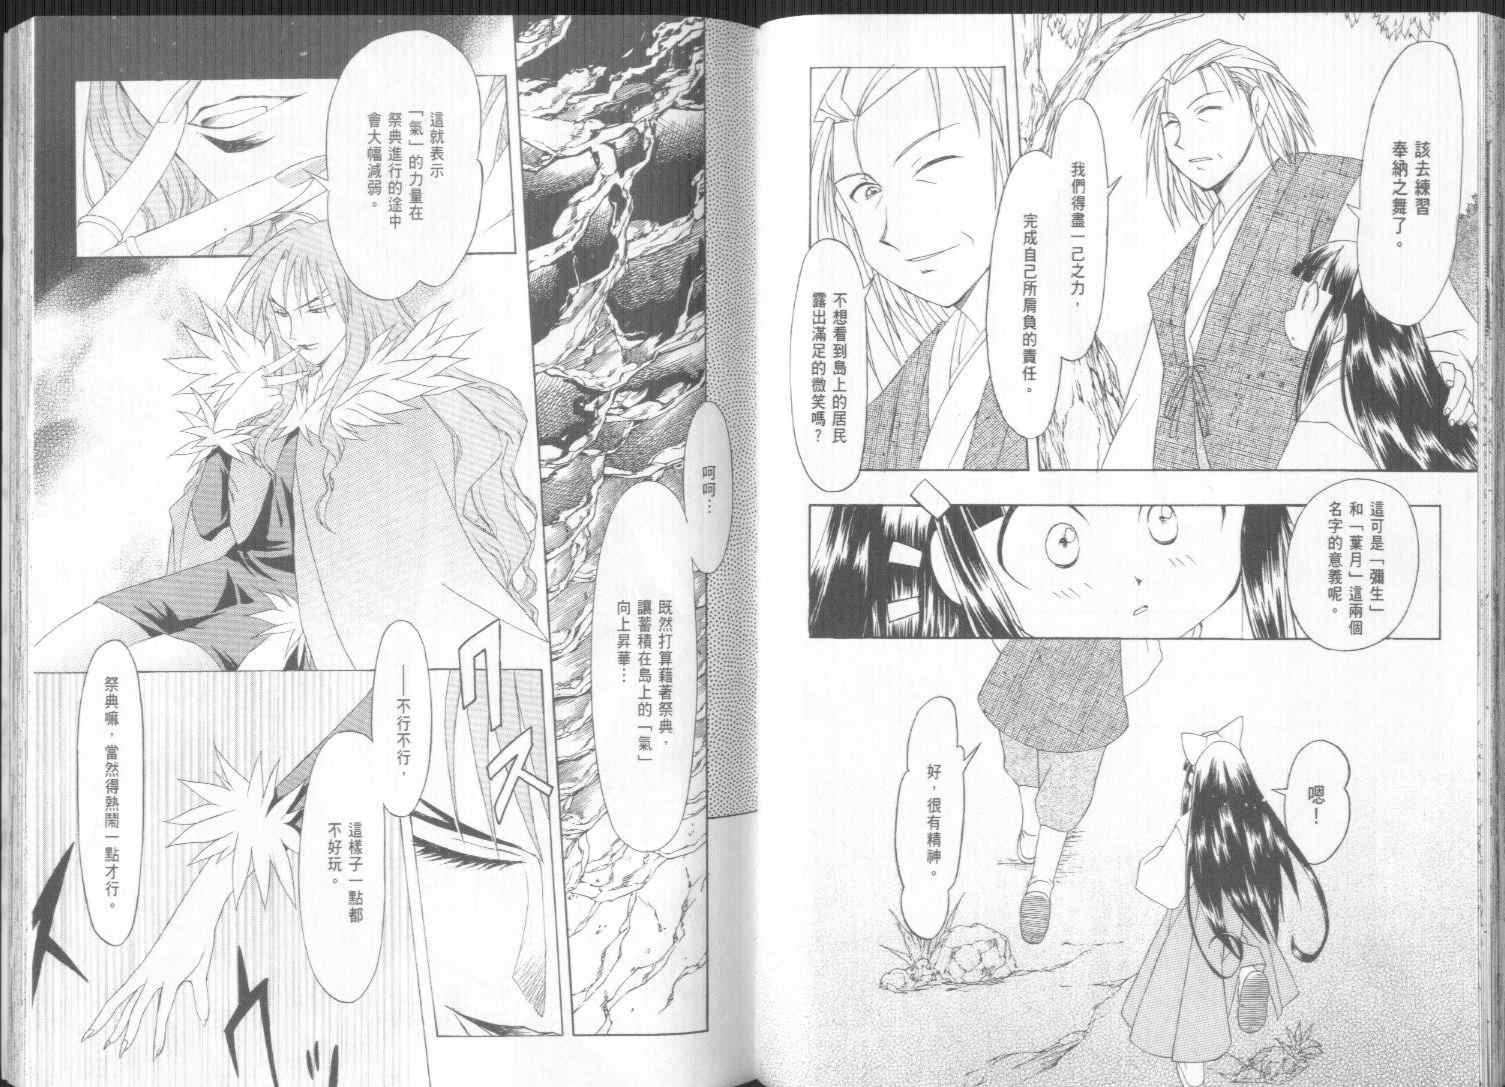 該去練習
奉納之舞了。
我們得盡一己之力，
完成自己所肩負的責任。
不想看到島上的居民
露出滿足的微笑嗎？
這可是「彌生」
和「葉月」這兩個
名字的意義呢。
嗯！
好，很有精神。
呵呵…
既然打算藉著祭典，
讓蓄積在島上的「氣」
向上昇華…
這就表示
「氣」的力量在
祭典進行的途中
會大幅減弱。
クス
——不行不行，
這樣子一點都
不好玩。
祭典嘛，當然得熱鬧一點才行。